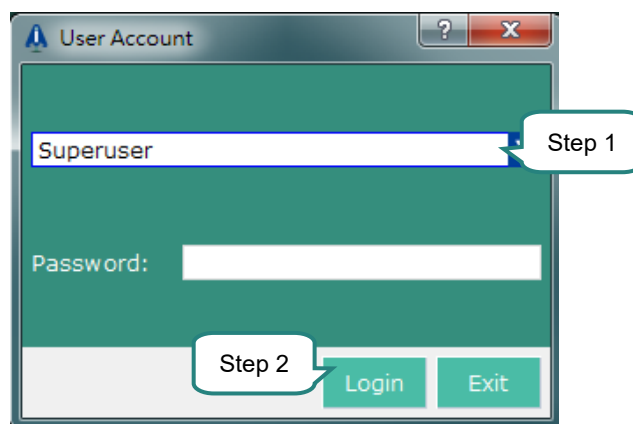 User Account
?
X
Superuser
Step 1
Password:
Step 2
Login
Exit